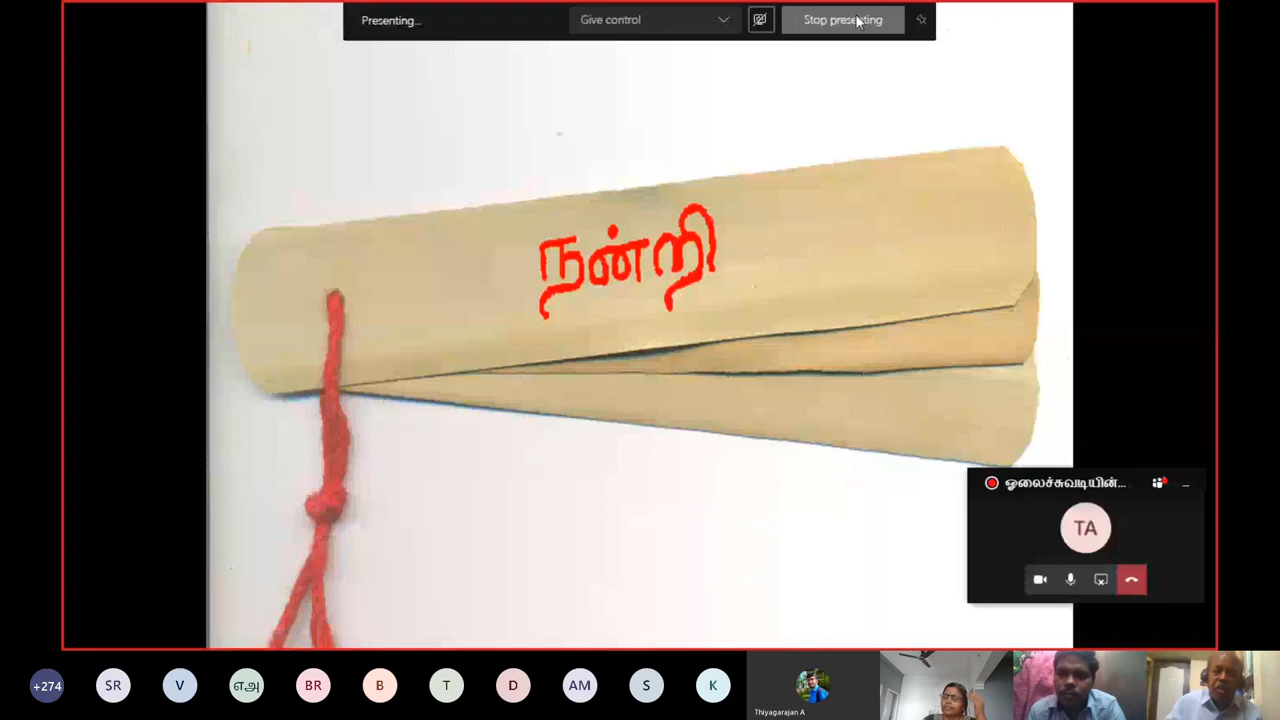 Presenting...
Give control
Stop presenting
நன்றி
ஓலைச்சுவடியின்...
TA
+274
SR
V
எஅ
BR
B
T
D
AM
S
K
Thiyagarajan A